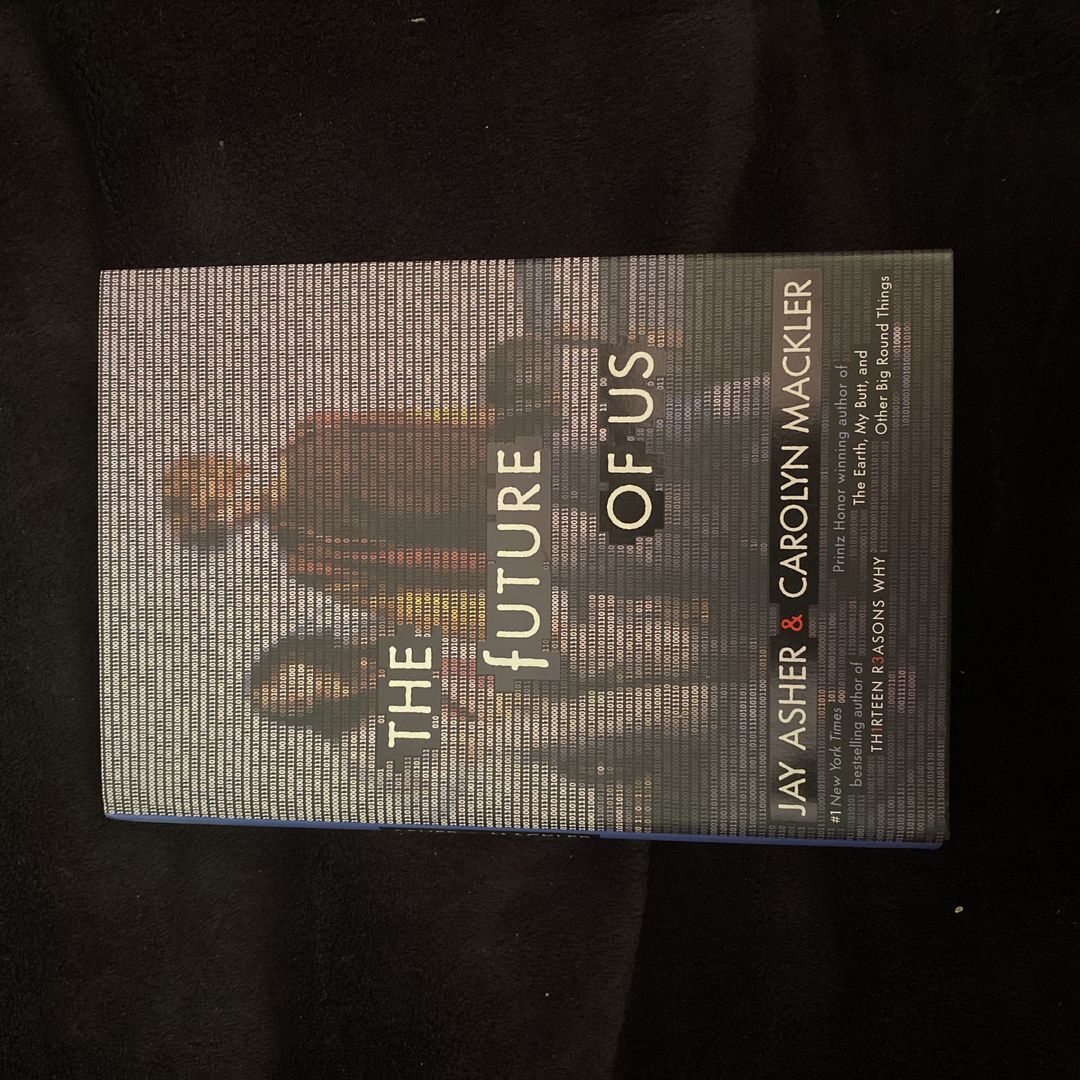 THE
fUTURE
OF US
JAY ASHER & CAROLYN MACKLER
#1 New York Times
bestselling author of
TH1RTEEN R3ASONS WHY
Printz Honor winning author of
The Earth, My Butt, and
Other Big Round Things